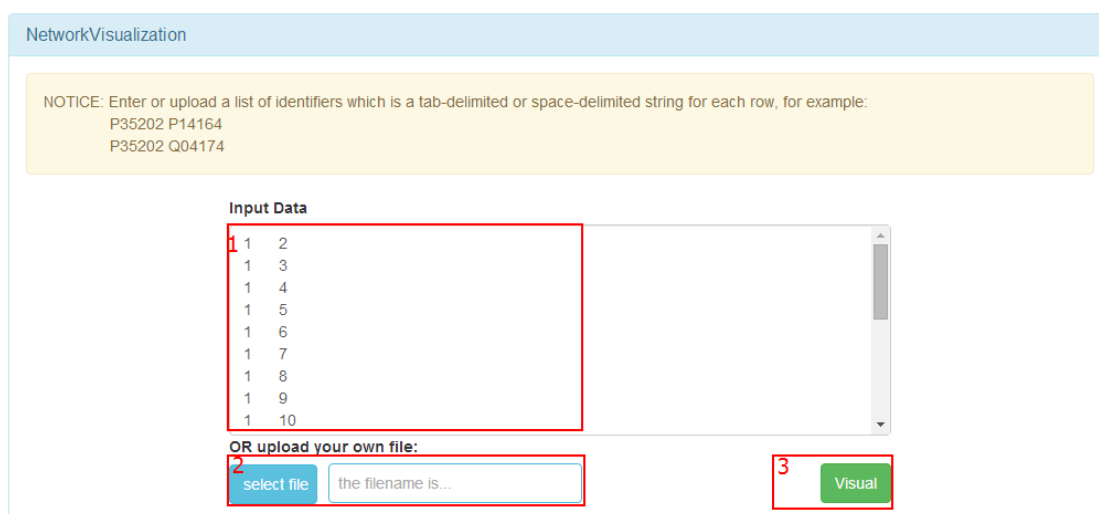 NetworkVisualization
NOTICE: Enter or upload a list of identifiers which is a tab-delimited or space-delimited string for each row, for example:
P35202 P14164
P35202 Q04174
Input Data
1
1 2
1 3
1 4
1 5
1 6
1 7
1 8
1 9
1 10
OR upload your own file:
2
select file the filename is...
3
Visual